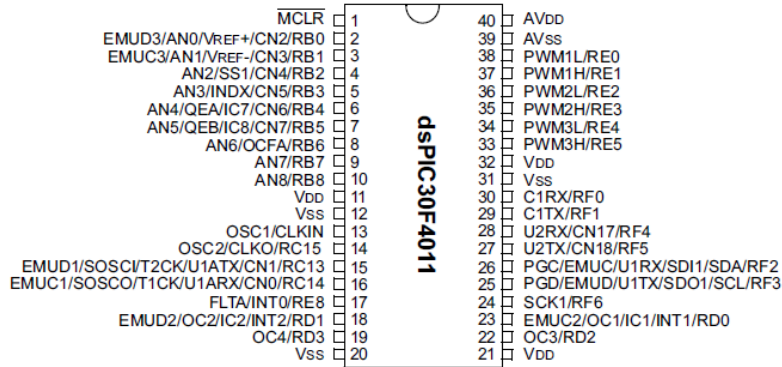 MCLR 1
EMUD3/AN0/VREF+/CN2/RB0 2
EMUC3/AN1/VREF-/CN3/RB1 3
AN2/SS1/CN4/RB2 4
AN3/INDX/CN5/RB3 5
AN4/QEA/IC7/CN6/RB4 6
AN5/QEB/IC8/CN7/RB5 7
AN6/OCFA/RB6 8
AN7/RB7 9
AN8/RB8 10
VDD 11
VSS 12
OSC1/CLKIN 13
OSC2/CLKO/RC15 14
EMUD1/SOSCI/T2CK/U1ATX/CN1/RC13 15
EMUC1/SOSCO/T1CK/U1ARX/CN0/RC14 16
FLTA/INT0/RE8 17
EMUD2/OC2/IC2/INT2/RD1 18
OC4/RD3 19
VSS 20
dsPIC30F4011
40 AVDD
39 AVSS
38 PWM1L/RE0
37 PWM1H/RE1
36 PWM2L/RE2
35 PWM2H/RE3
34 PWM3L/RE4
33 PWM3H/RE5
32 VDD
31 VSS
30 C1RX/RF0
29 C1TX/RF1
28 U2RX/CN17/RF4
27 U2TX/CN18/RF5
26 PGC/EMUC/U1RX/SDI1/SDA/RF2
25 PGD/EMUD/U1TX/SDO1/SCL/RF3
24 SCK1/RF6
23 EMUC2/OC1/IC1/INT1/RD0
22 OC3/RD2
21 VDD